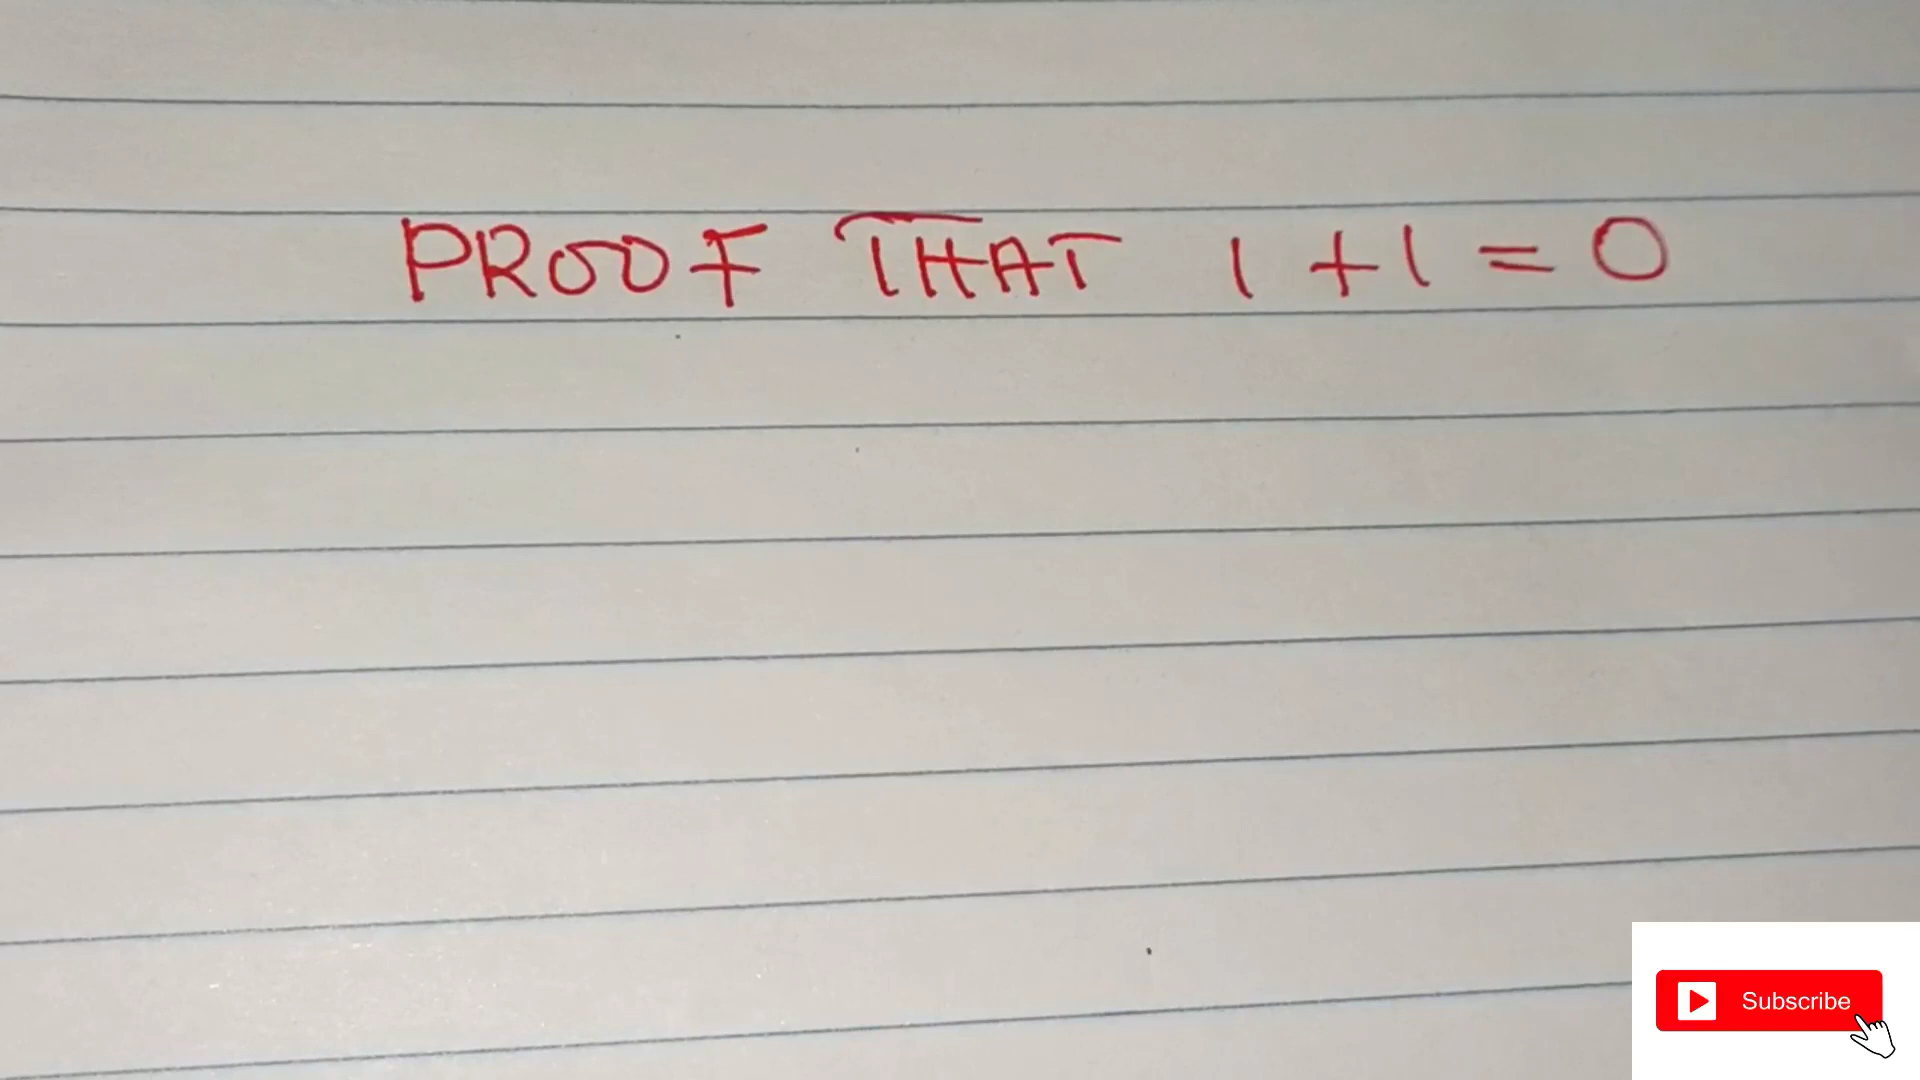 PROOF THAT 1 + 1 = 0
Subscribe